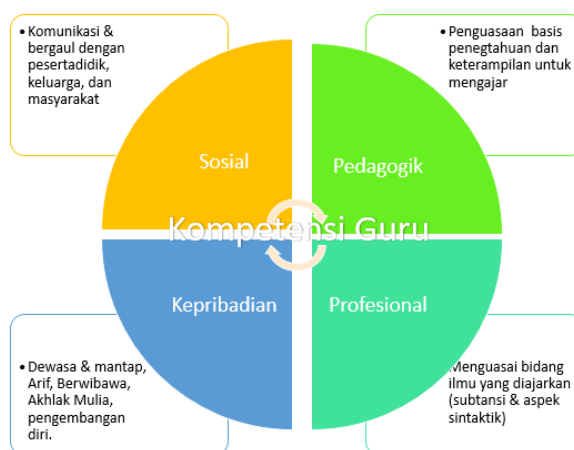 • Komunikasi &
bergaul dengan
pesertadidik,
keluarga, dan
masyarakat
• Penguasaan basis
penegtahuan dan
keterampilan untuk
mengajar
Sosial
Pedagogik
Kompetensi Guru
Kepribadian
Profesional
• Dewasa & mantap,
Arif, Berwibawa,
Akhlak Mulia,
pengembangan
diri.
Menguasai bidang
ilmu yang diajarkan
(subtansi & aspek
sintaktik)